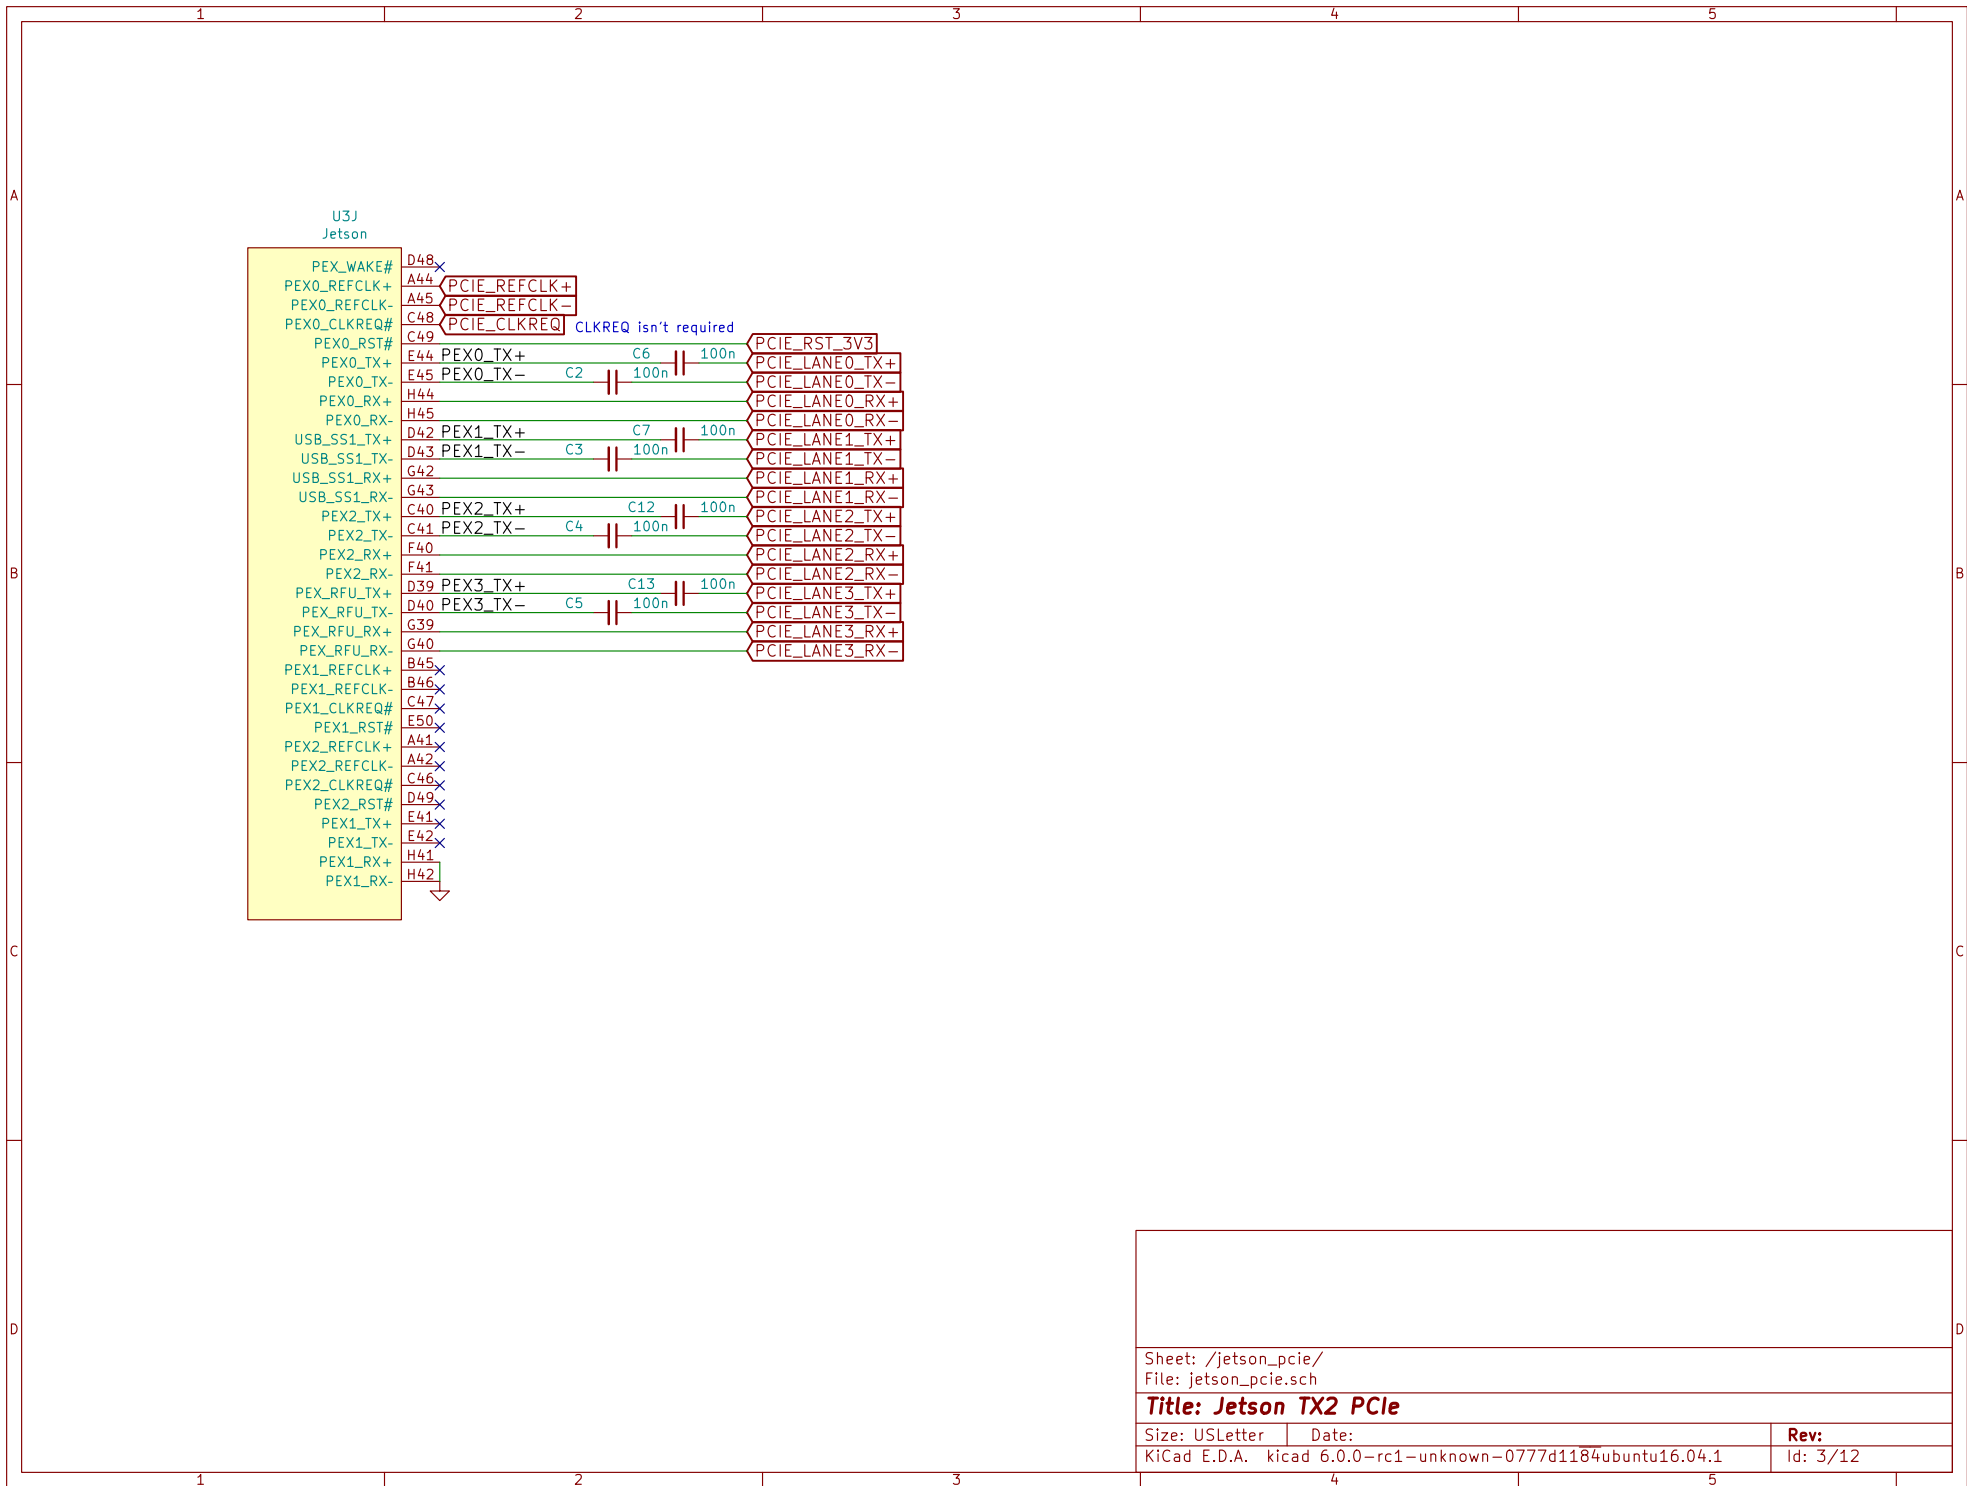 1 2 3 4 5
A A
U3J
Jetson
PEX_WAKE# D48
PEX0_REFCLK+ A44 PCIE_REFCLK+
PEX0_REFCLK- A45 PCIE_REFCLK-
PEX0_CLKREQ# C48 PCIE_CLKREQ CLKREQ isn't required
PEX0_RST# C49 PCIE_RST_3V3
PEX0_TX+ E44 PEX0_TX+ C6 100n PCIE_LANE0_TX+
PEX0_TX- E45 PEX0_TX- C2 100n PCIE_LANE0_TX-
PEX0_RX+ H44 PCIE_LANE0_RX+
PEX0_RX- H45 PCIE_LANE0_RX-
USB_SS1_TX+ D42 PEX1_TX+ C7 100n PCIE_LANE1_TX+
USB_SS1_TX- D43 PEX1_TX- C3 100n PCIE_LANE1_TX-
USB_SS1_RX+ G42 PCIE_LANE1_RX+
USB_SS1_RX- G43 PCIE_LANE1_RX-
PEX2_TX+ C40 PEX2_TX+ C12 100n PCIE_LANE2_TX+
PEX2_TX- C41 PEX2_TX- C4 100n PCIE_LANE2_TX-
PEX2_RX+ F40 PCIE_LANE2_RX+
PEX2_RX- F41 PCIE_LANE2_RX-
B B
PEX_RFU_TX+ D39 PEX3_TX+ C13 100n PCIE_LANE3_TX+
PEX_RFU_TX- D40 PEX3_TX- C5 100n PCIE_LANE3_TX-
PEX_RFU_RX+ G39 PCIE_LANE3_RX+
PEX_RFU_RX- G40 PCIE_LANE3_RX-
PEX1_REFCLK+ B45
PEX1_REFCLK- B46
PEX1_CLKREQ# C47
PEX1_RST# E50
PEX2_REFCLK+ A41
PEX2_REFCLK- A42
PEX2_CLKREQ# C46
PEX2_RST# D49
PEX1_TX+ E41
PEX1_TX- E42
PEX1_RX+ H41
PEX1_RX- H42
C C
D D
Sheet: /jetson_pcie/
File: jetson_pcie.sch
Title: Jetson TX2 PCIe
Size: USLetter Date: Rev:
KiCad E.D.A. kicad 6.0.0-rc1-unknown-0777d1184ubuntu16.04.1 Id: 3/12
1 2 3 4 5